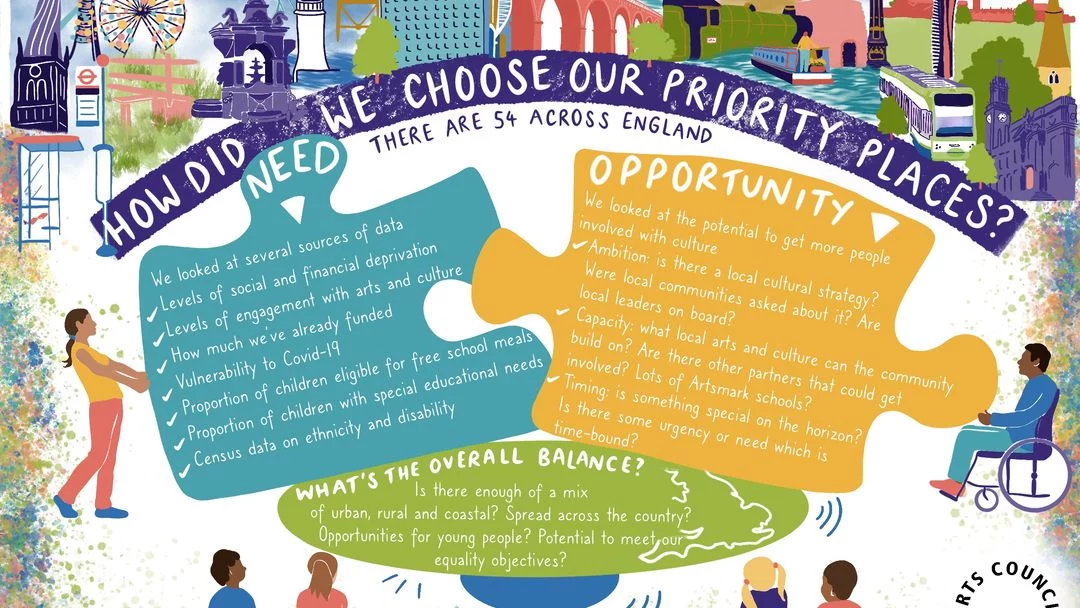 HOW DID WE CHOOSE OUR PRIORITY PLACES?
THERE ARE 54 ACROSS ENGLAND
NEED
We looked at several sources of data
Levels of social and financial deprivation
Levels of engagement with arts and culture
How much we've already funded
Vulnerability to Covid-19
Proportion of children eligible for free school meals
Proportion of children with special educational needs
Census data on ethnicity and disability
OPPORTUNITY
We looked at the potential to get more people
involved with culture
Ambition: is there a local cultural strategy?
Were local communities asked about it? Are
local leaders on board?
Capacity: what local arts and culture can the community
build on? Are there other partners that could get
involved? Lots of Artsmark schools?
Timing: is something special on the horizon?
Is there some urgency or need which is
time-bound?
WHAT'S THE OVERALL BALANCE?
Is there enough of a mix
of urban, rural and coastal? Spread across the country?
Opportunities for young people? Potential to meet our
equality objectives?
RTS COUNCI